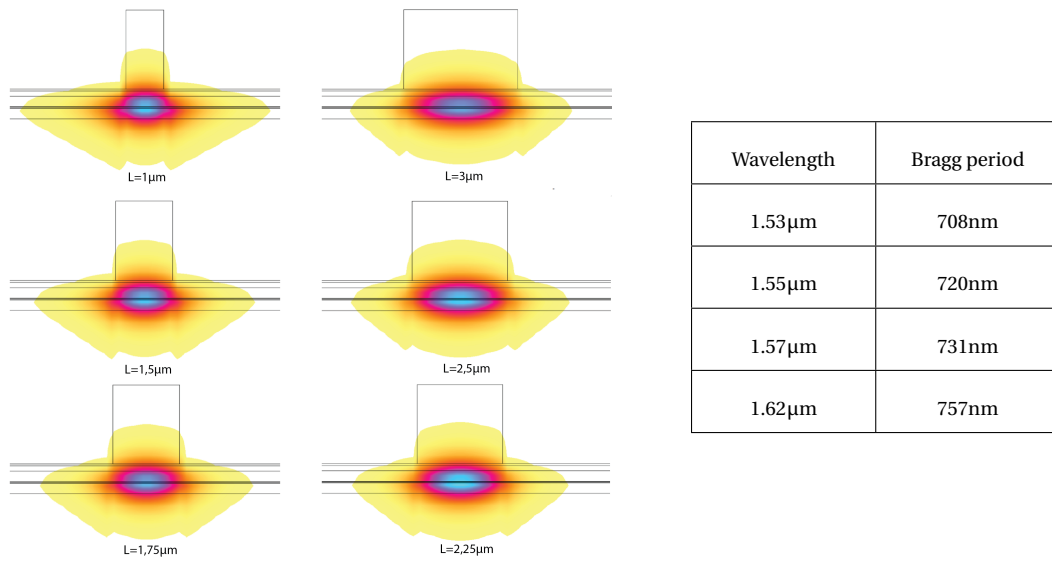 L=1µm
L=3µm
L=1,5µm
L=2,5µm
L=1,75µm
L=2,25µm
Wavelength Bragg period
1.53µm 708nm
1.55µm 720nm
1.57µm 731nm
1.62µm 757nm